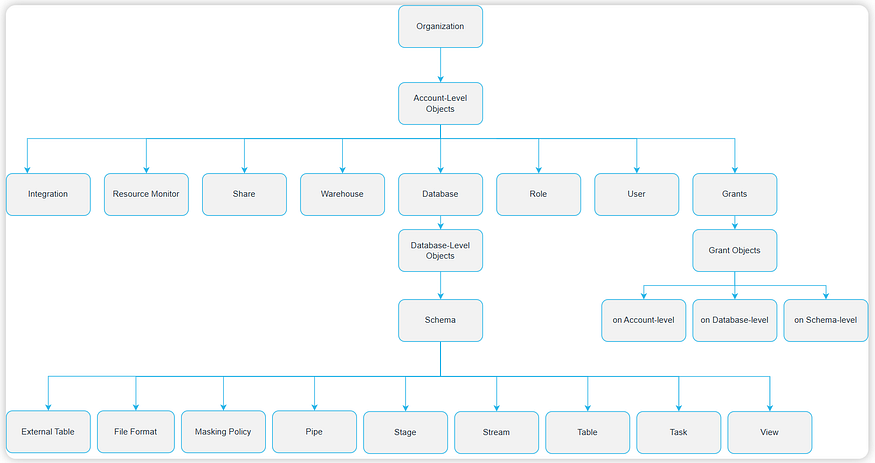 Organization
Account-Level
Objects
Integration
Resource Monitor
Share
Warehouse
Database
Role
User
Grants
Database-Level
Objects
Grant Objects
Schema
on Account-level
on Database-level
on Schema-level
External Table
File Format
Masking Policy
Pipe
Stage
Stream
Table
Task
View